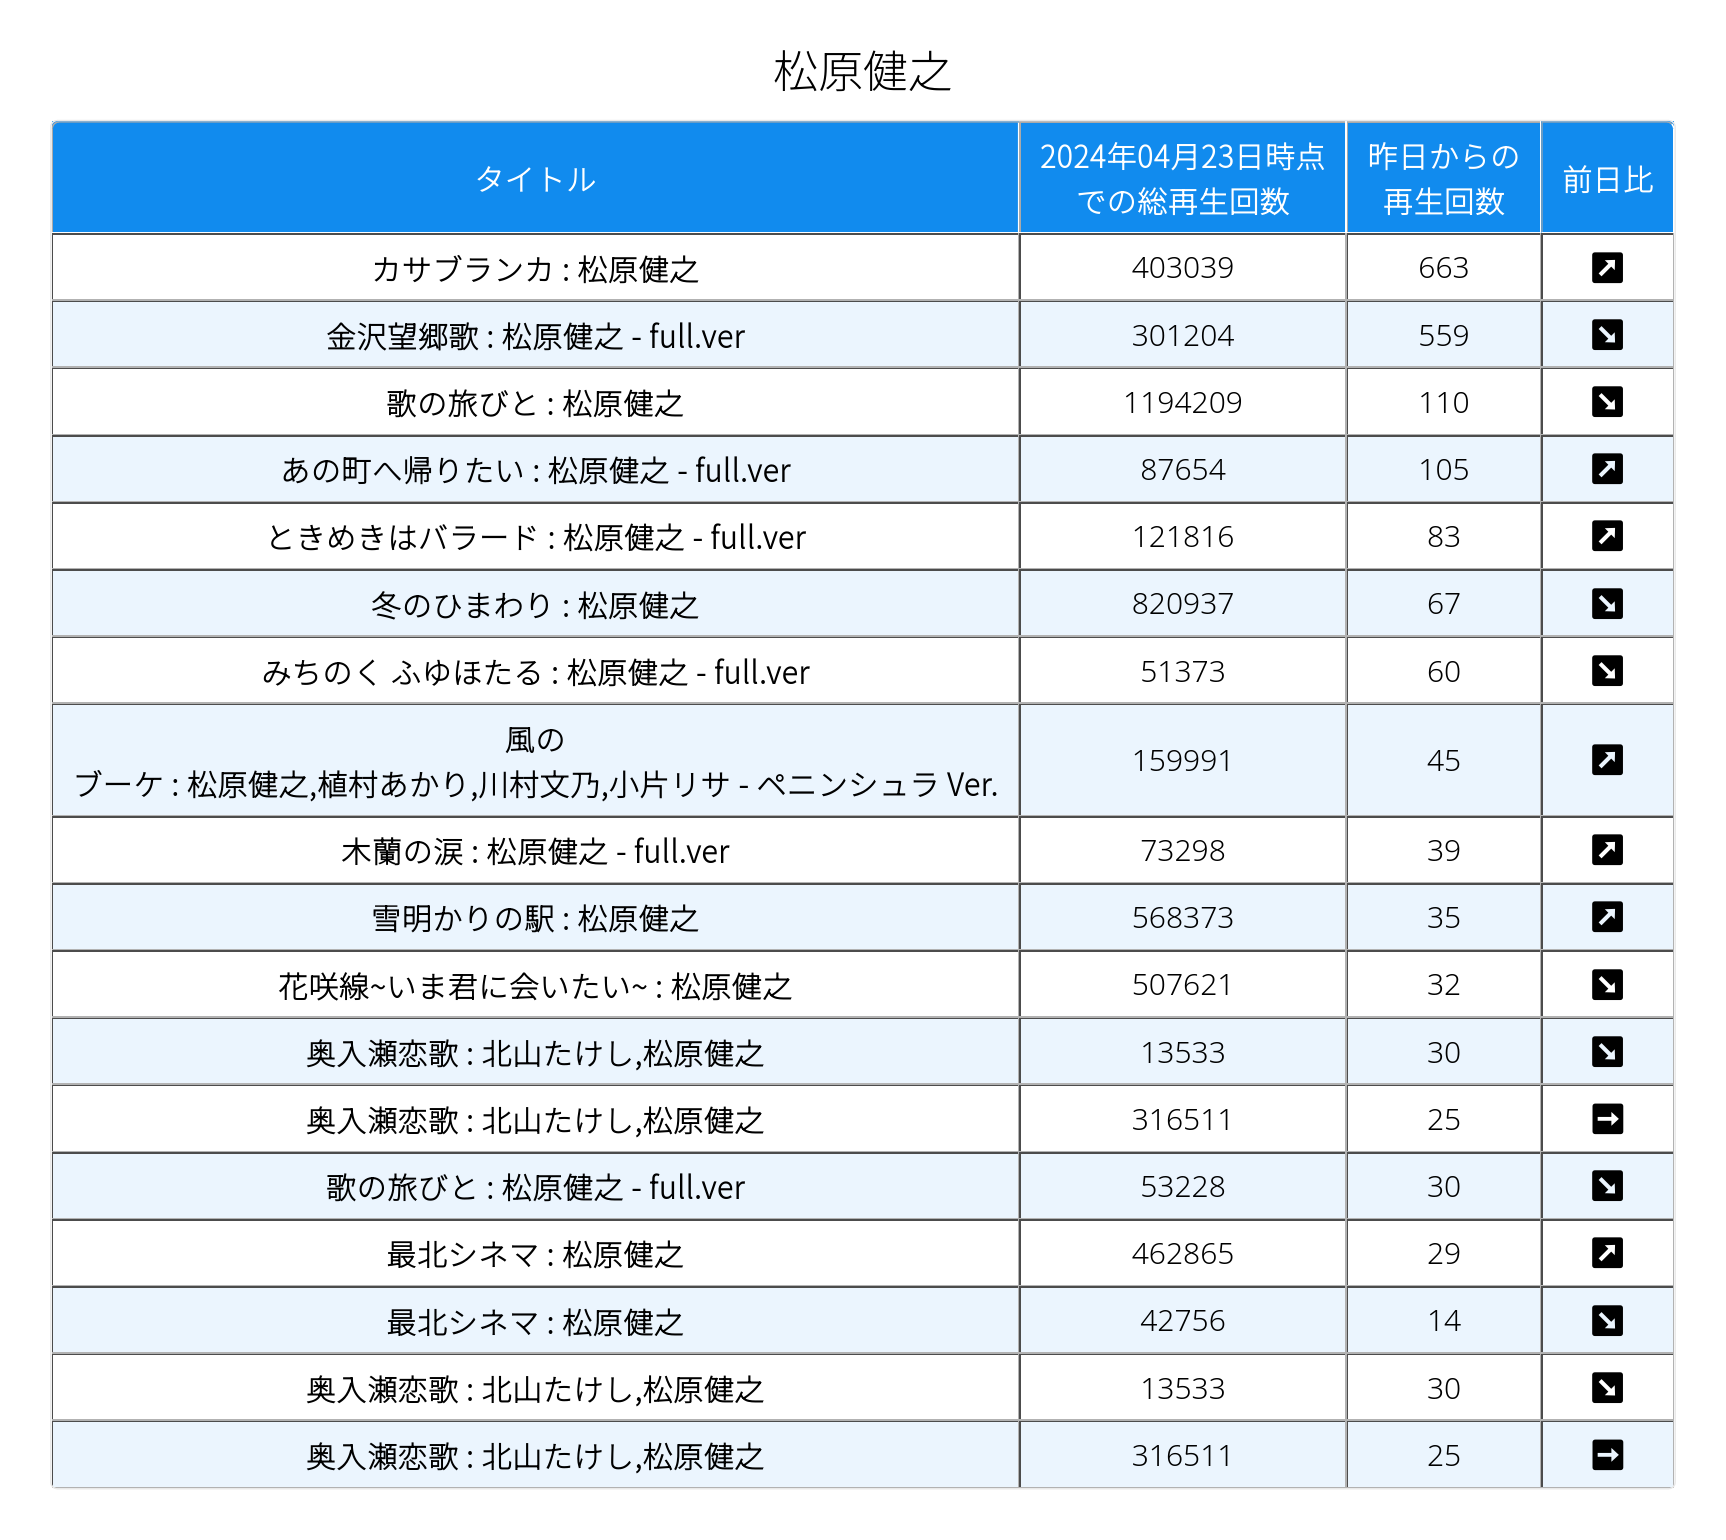 松原健之
タイトル 2024年04月23日時点 昨日からの 前日比
での総再生回数 再生回数
カサブランカ : 松原健之 403039 663 ↗
金沢望郷歌 : 松原健之 - full.ver 301204 559 ↘
歌の旅びと : 松原健之 1194209 110 ↘
あの町へ帰りたい : 松原健之 - full.ver 87654 105 ↗
ときめきはバラード : 松原健之 - full.ver 121816 83 ↗
冬のひまわり : 松原健之 820937 67 ↘
みちのく ふゆほたる : 松原健之 - full.ver 51373 60 ↘
風の
ブーケ : 松原健之,植村あかり,川村文乃,小片リサ - ペニンシュラ Ver. 159991 45 ↗
木蘭の涙 : 松原健之 - full.ver 73298 39 ↗
雪明かりの駅 : 松原健之 568373 35 ↗
花咲線~いま君に会いたい~ : 松原健之 507621 32 ↘
奥入瀬恋歌 : 北山たけし,松原健之 13533 30 ↘
奥入瀬恋歌 : 北山たけし,松原健之 316511 25 →
歌の旅びと : 松原健之 - full.ver 53228 30 ↘
最北シネマ : 松原健之 462865 29 ↗
最北シネマ : 松原健之 42756 14 ↘
奥入瀬恋歌 : 北山たけし,松原健之 13533 30 ↘
奥入瀬恋歌 : 北山たけし,松原健之 316511 25 →